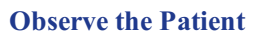 Observe the Patient